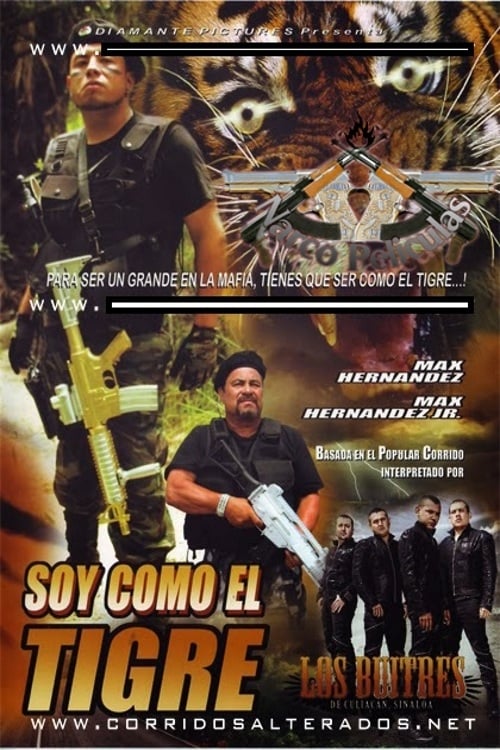 DIAMANTE PICTURES Presenta
www.
Narco Peliculas
PARA SER UN GRANDE EN LA MAFIA, TIENES QUE SER COMO EL TIGRE...!
www.
MAX
HERNANDEZ
MAX
HERNANDEZ JR.
BASADA EN EL POPULAR CORRIDO
INTERPRETADO POR
SOY COMO EL
TIGRE
LOS BUITRES
DE CULIACAN, SINALOA
WWW.CORRIDOSALTERADOS.NET